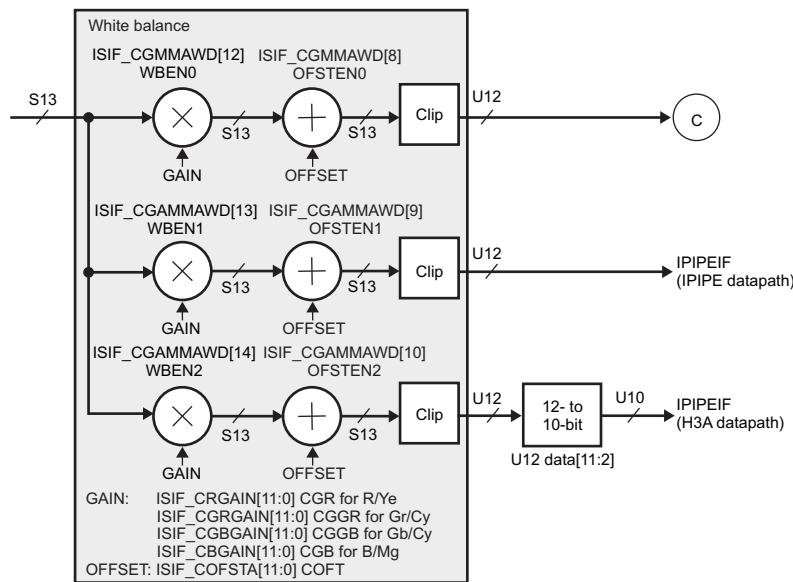 White balance
ISIF_CGMMAWD[12] ISIF_CGMMAWD[8]
WBEN0 OFSTEN0
S13 U12
Clip C
S13 S13
GAIN OFFSET
ISIF_CGAMMAWD[13] ISIF_CGAMMAWD[9]
WBEN1 OFSTEN1
U12
Clip IPIPEIF
(IPIPE datapath)
S13 S13
GAIN OFFSET
ISIF_CGAMMAWD[14] ISIF_CGAMMAWD[10]
WBEN2 OFSTEN2
U12 U10
Clip 12- to
10-bit IPIPEIF
(H3A datapath)
S13 S13
U12 data[11:2]
GAIN OFFSET
GAIN: ISIF_CRGAIN[11:0] CGR for R/Ye
ISIF_CGRGAIN[11:0] CGGR for Gr/Cy
ISIF_CGBGAIN[11:0] CGGB for Gb/Cy
ISIF_CBGAIN[11:0] CGB for B/Mg
OFFSET: ISIF_COFSTA[11:0] COFT